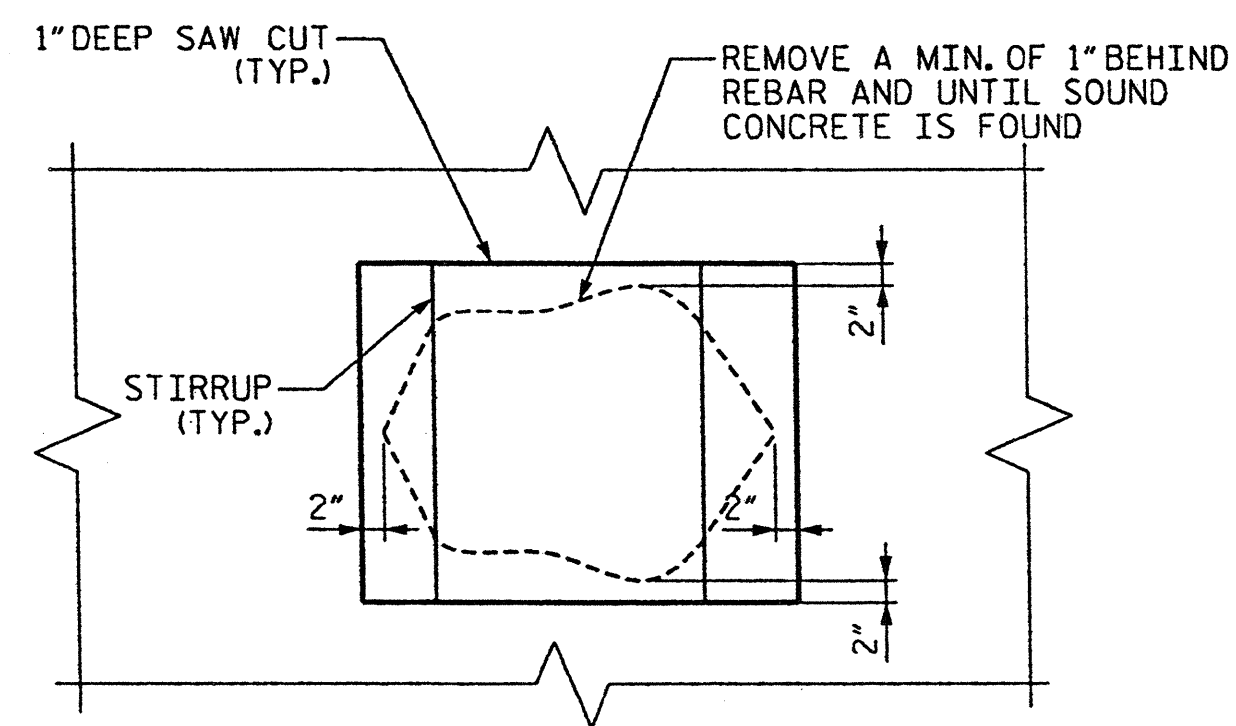 1" DEEP SAW CUT
(TYP.)
REMOVE A MIN. OF 1" BEHIND
REBAR AND UNTIL SOUND
CONCRETE IS FOUND
2"
STIRRUP
(TYP.)
2"
2"
2"